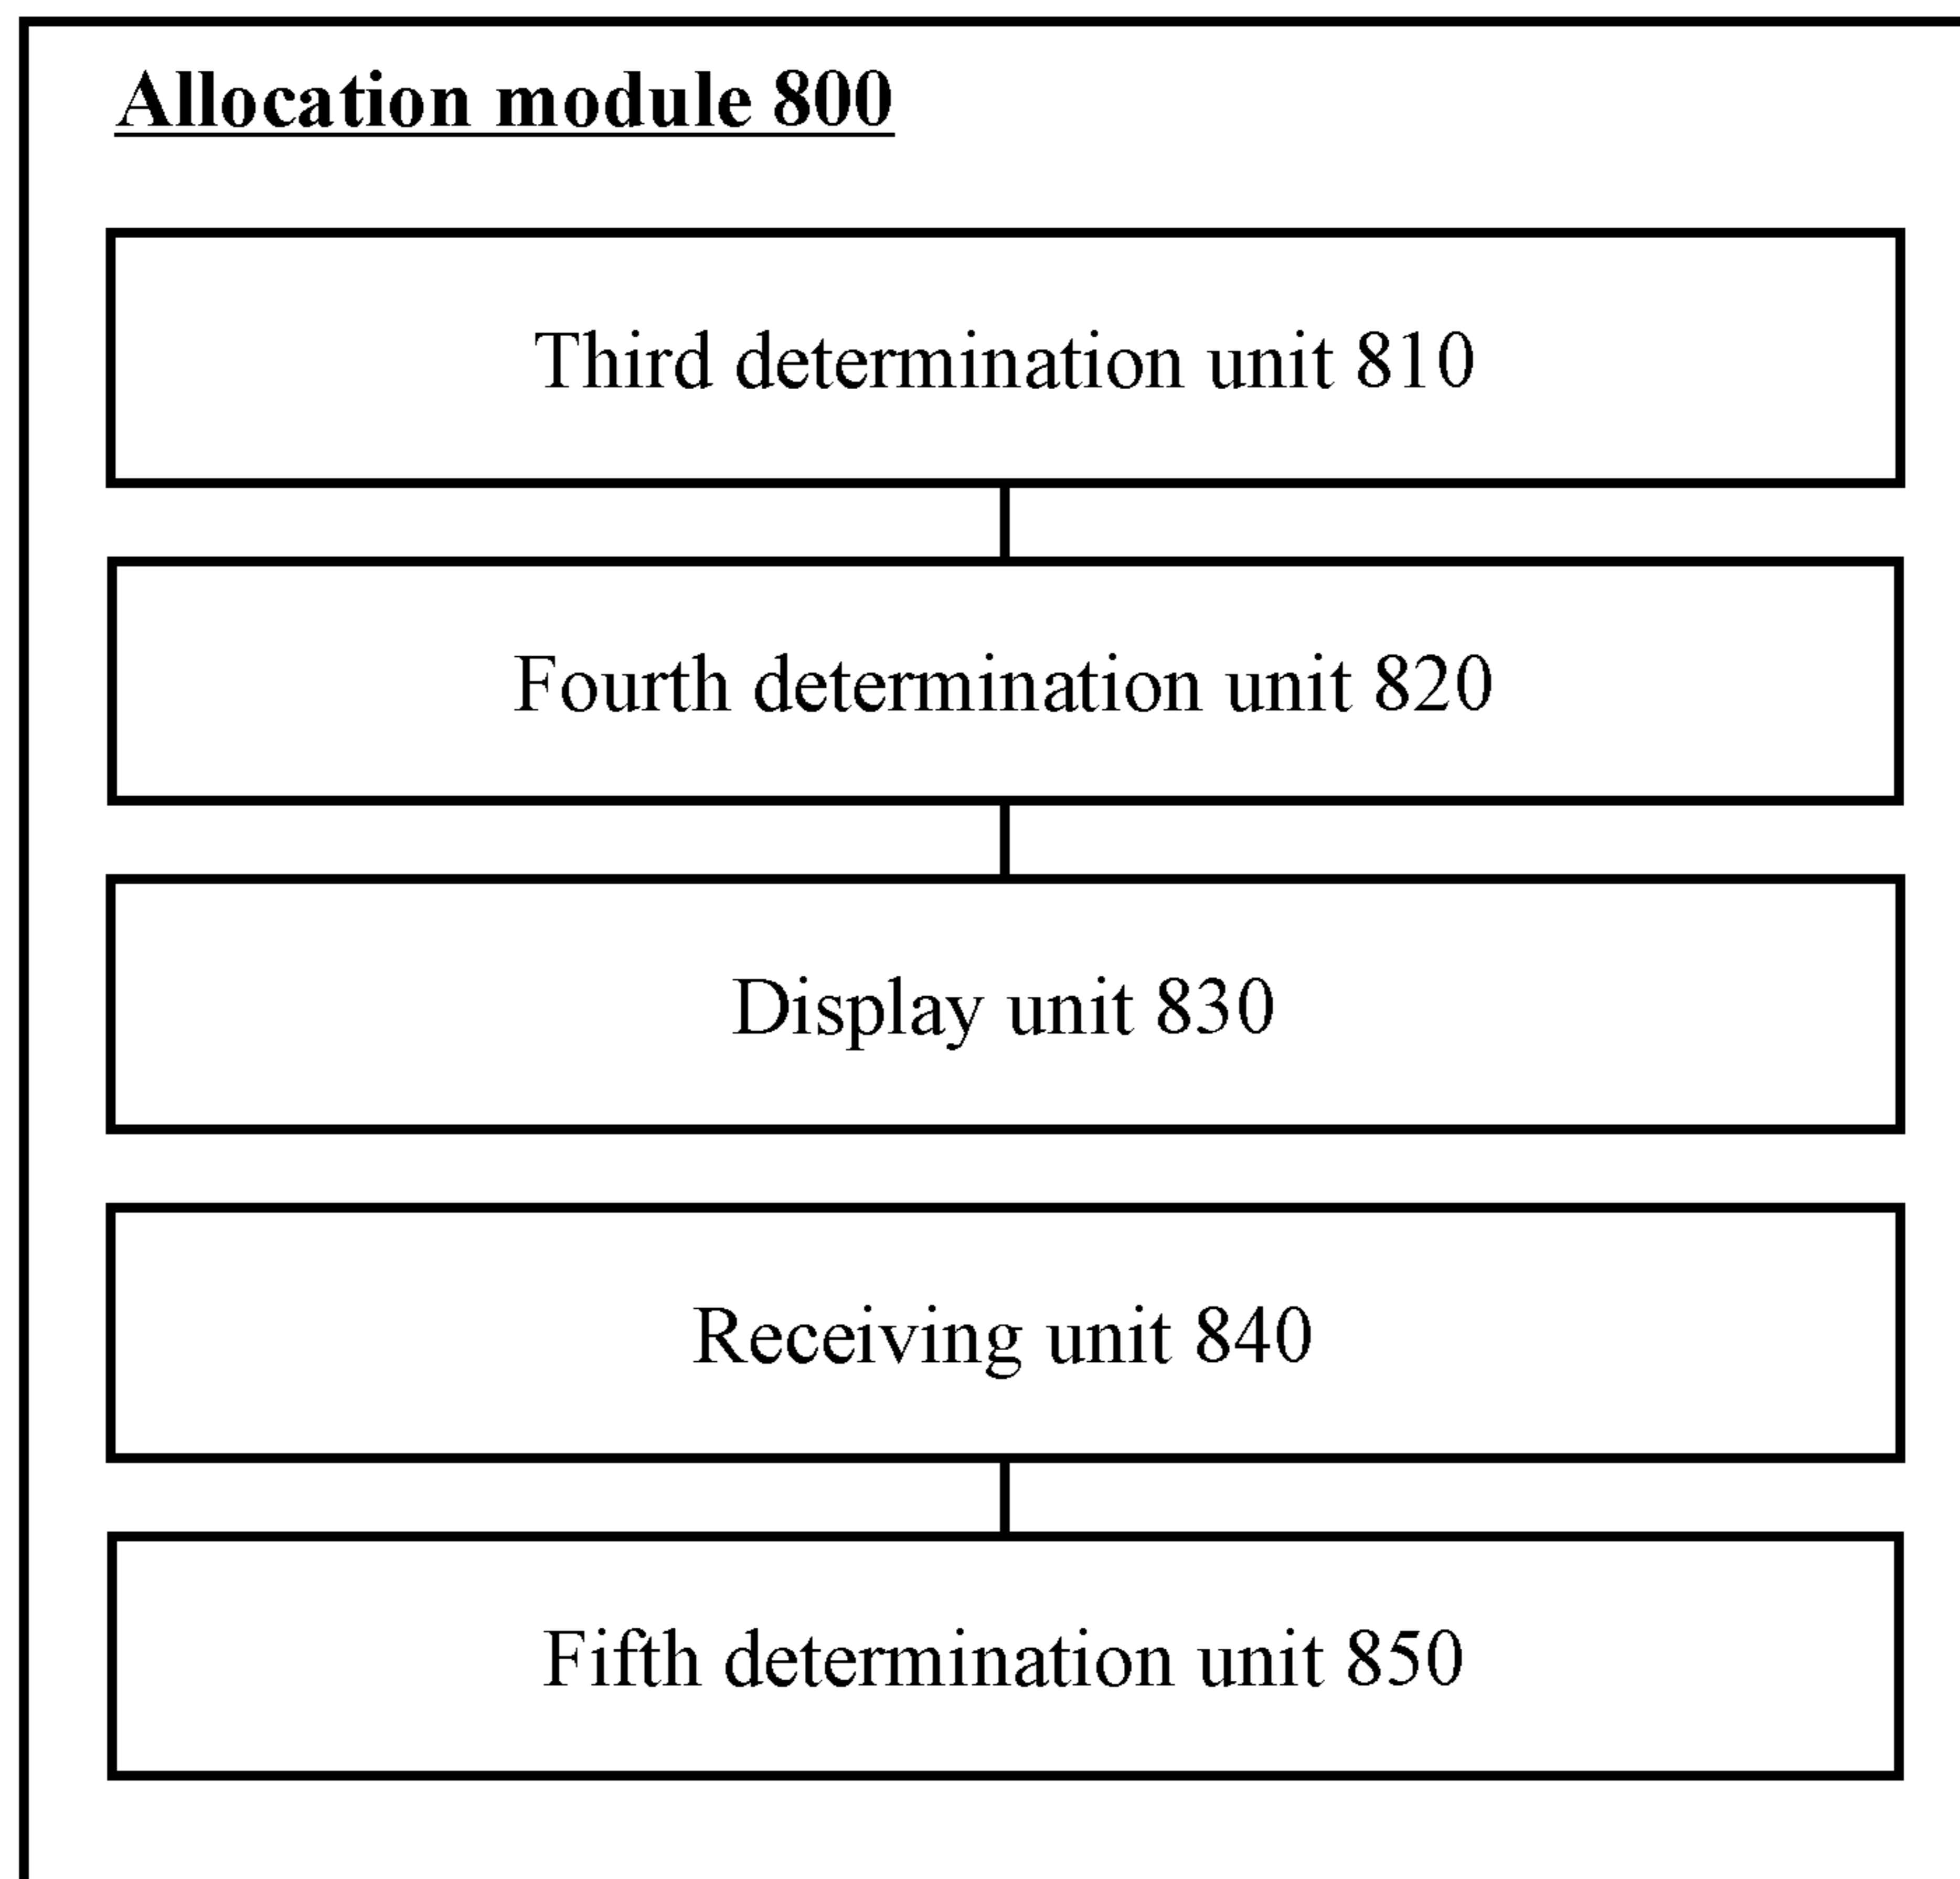 Allocation module 800
Third determination unit 810
Fourth determination unit 820
Display unit 830
Receiving unit 840
Fifth determination unit 850